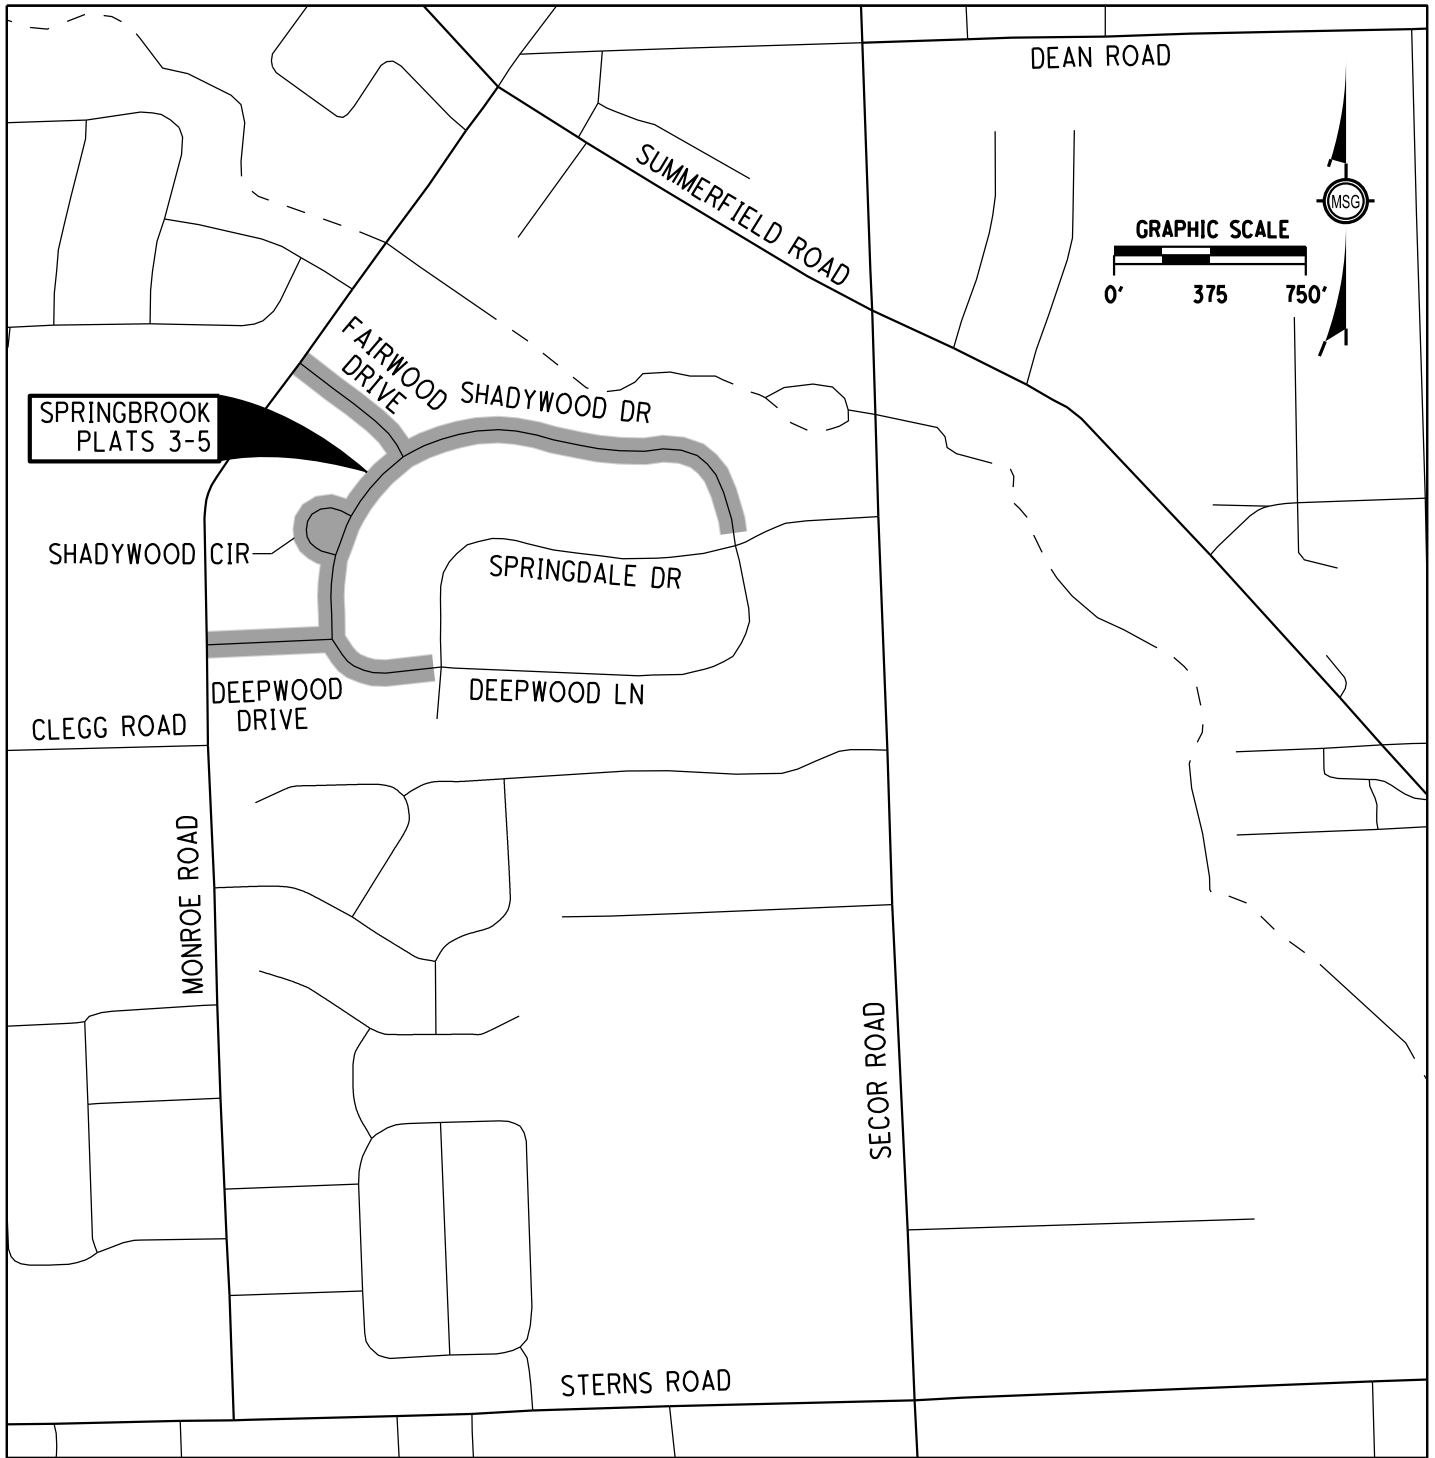 DEAN ROAD
SUMMERFIELD ROAD
MSG
GRAPHIC SCALE
0' 375 750'
FAIRWOOD
DRIVE
SHADYWOOD DR
SPRINGBROOK
PLATS 3-5
SHADYWOOD CIR
SPRINGDALE DR
DEEPWOOD
DRIVE
DEEPWOOD LN
CLEGG ROAD
MONROE ROAD
SECOR ROAD
STERNS ROAD